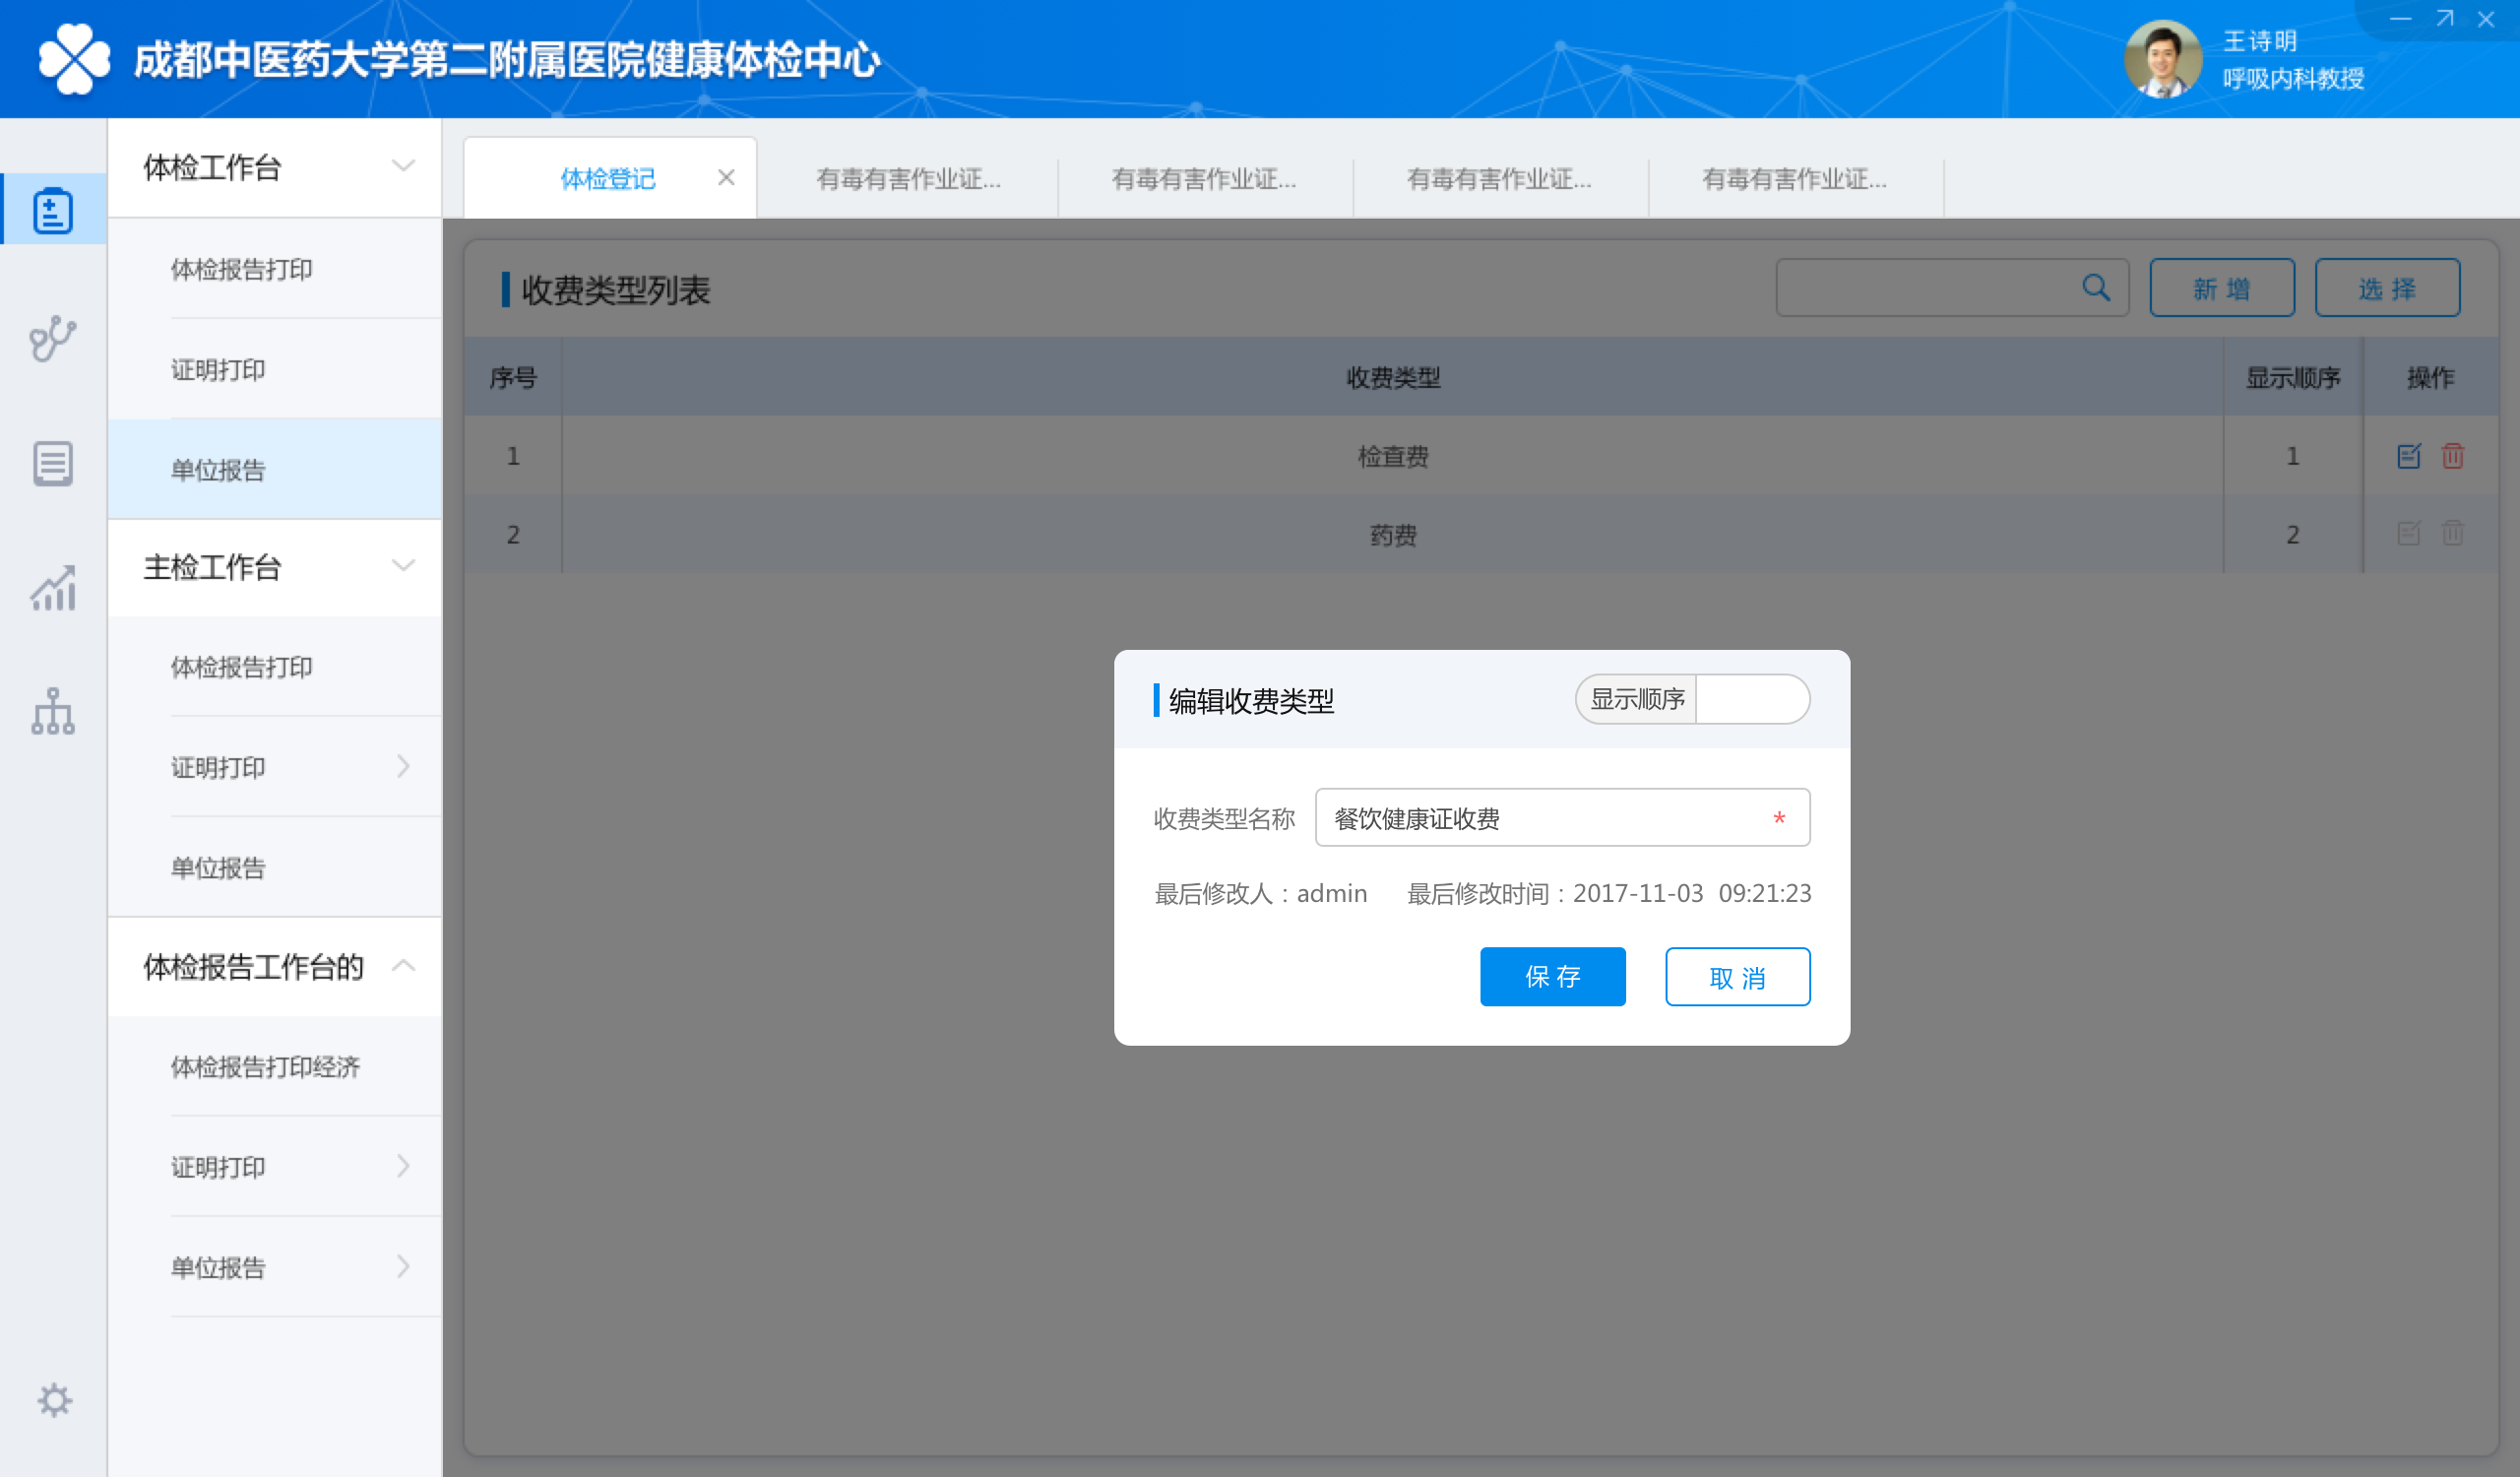 成都中医药大学第二附属医院健康体检中心
王诗明
呼吸内科教授
体检工作台
体检报告打印
证明打印
单位报告
主检工作台
体检报告打印
证明打印
单位报告
体检报告工作台的
体检报告打印经济
证明打印
单位报告
体检登记
有毒有害作业证...
有毒有害作业证...
有毒有害作业证...
有毒有害作业证...
收费类型列表
新增
选择
序号 收费类型 显示顺序 操作
1 检查费 1
2 药费 2
编辑收费类型
显示顺序
收费类型名称 餐饮健康证收费 *
最后修改人：admin 最后修改时间：2017-11-03 09:21:23
保存 取消